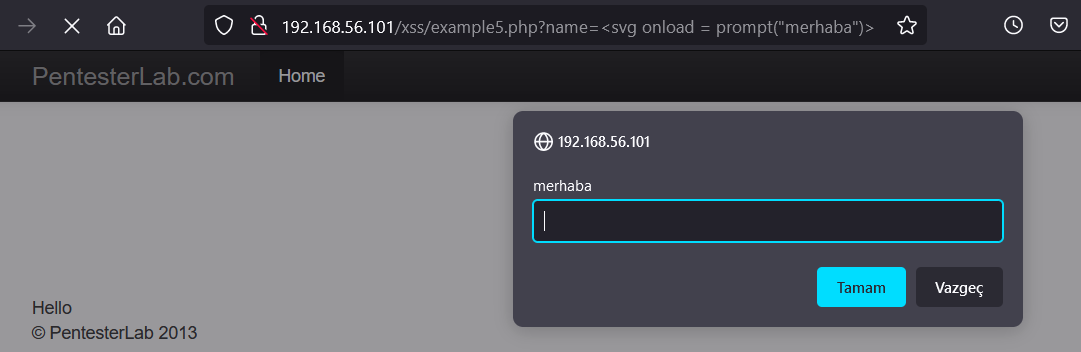 192.168.56.101/xss/example5.php?name=<svg onload = prompt("merhaba")>
PentesterLab.com Home
192.168.56.101
merhaba
Tamam Vazgeç
Hello
© PentesterLab 2013